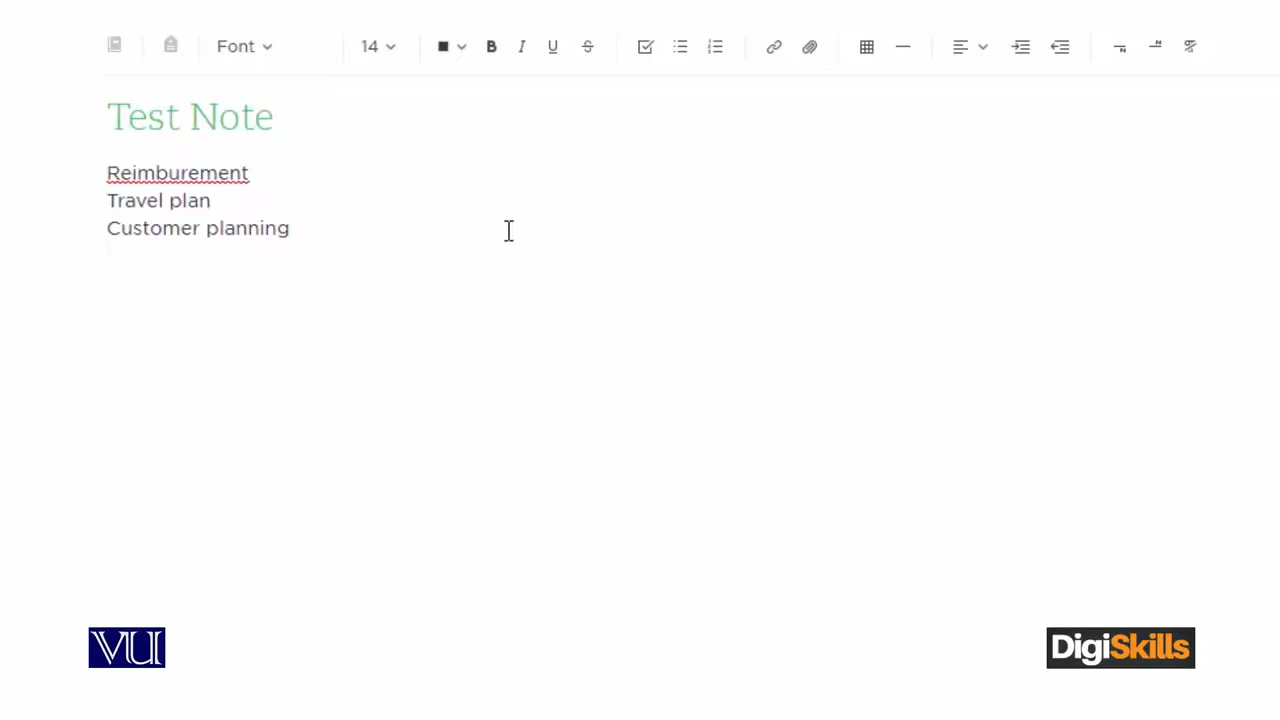 Font 14 B I U S
Test Note
Reimburement
Travel plan
Customer planning
VU DigiSkills